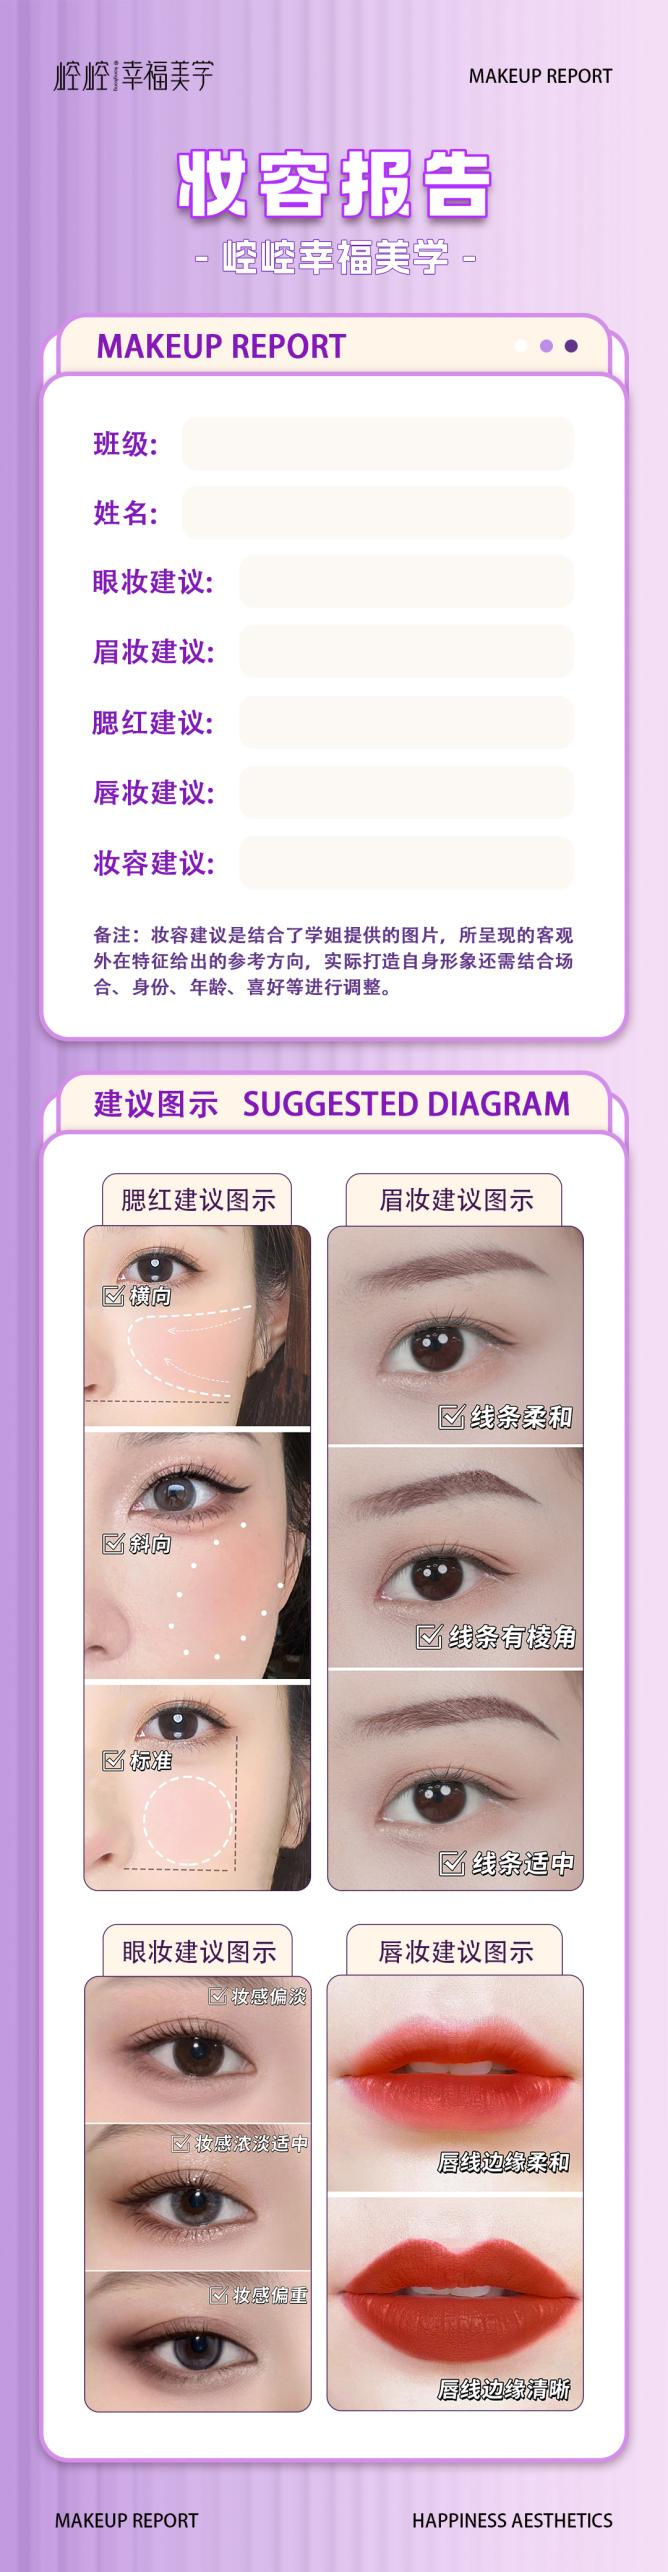 崆崆幸福美学
MAKEUP REPORT
妆容报告
- 崆崆幸福美学 -
MAKEUP REPORT
班级:
姓名:
眼妆建议:
眉妆建议:
腮红建议:
唇妆建议:
妆容建议:
备注：妆容建议是结合了学姐提供的图片，所呈现的客观
外在特征给出的参考方向，实际打造自身形象还需结合场
合、身份、年龄、喜好等进行调整。
建议图示 SUGGESTED DIAGRAM
腮红建议图示
横向
斜向
标准
眉妆建议图示
线条柔和
线条有棱角
线条适中
眼妆建议图示
妆感偏淡
妆感浓淡适中
妆感偏重
唇妆建议图示
唇线边缘柔和
唇线边缘清晰
MAKEUP REPORT
HAPPINESS AESTHETICS